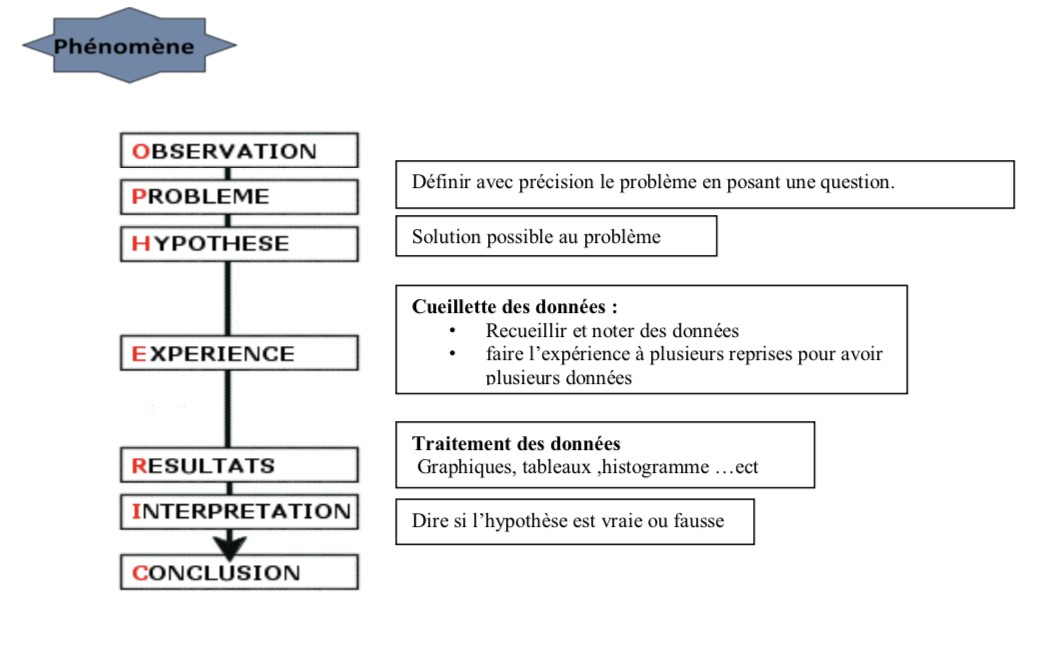 Phénomène
OBSERVATION
PROBLEME
Définir avec précision le problème en posant une question.
HYPOTHESE
Solution possible au problème
EXPERIENCE
Cueillette des données :
• Recueillir et noter des données
• faire l’expérience à plusieurs reprises pour avoir
plusieurs données
RESULTATS
Traitement des données
Graphiques, tableaux ,histogramme …ect
INTERPRETATION
Dire si l’hypothèse est vraie ou fausse
CONCLUSION